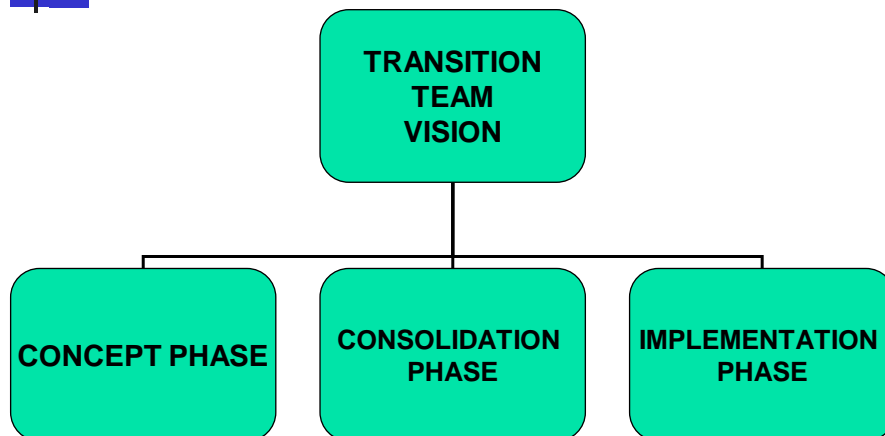 TRANSITION
TEAM
VISION
CONCEPT PHASE
CONSOLIDATION
PHASE
IMPLEMENTATION
PHASE